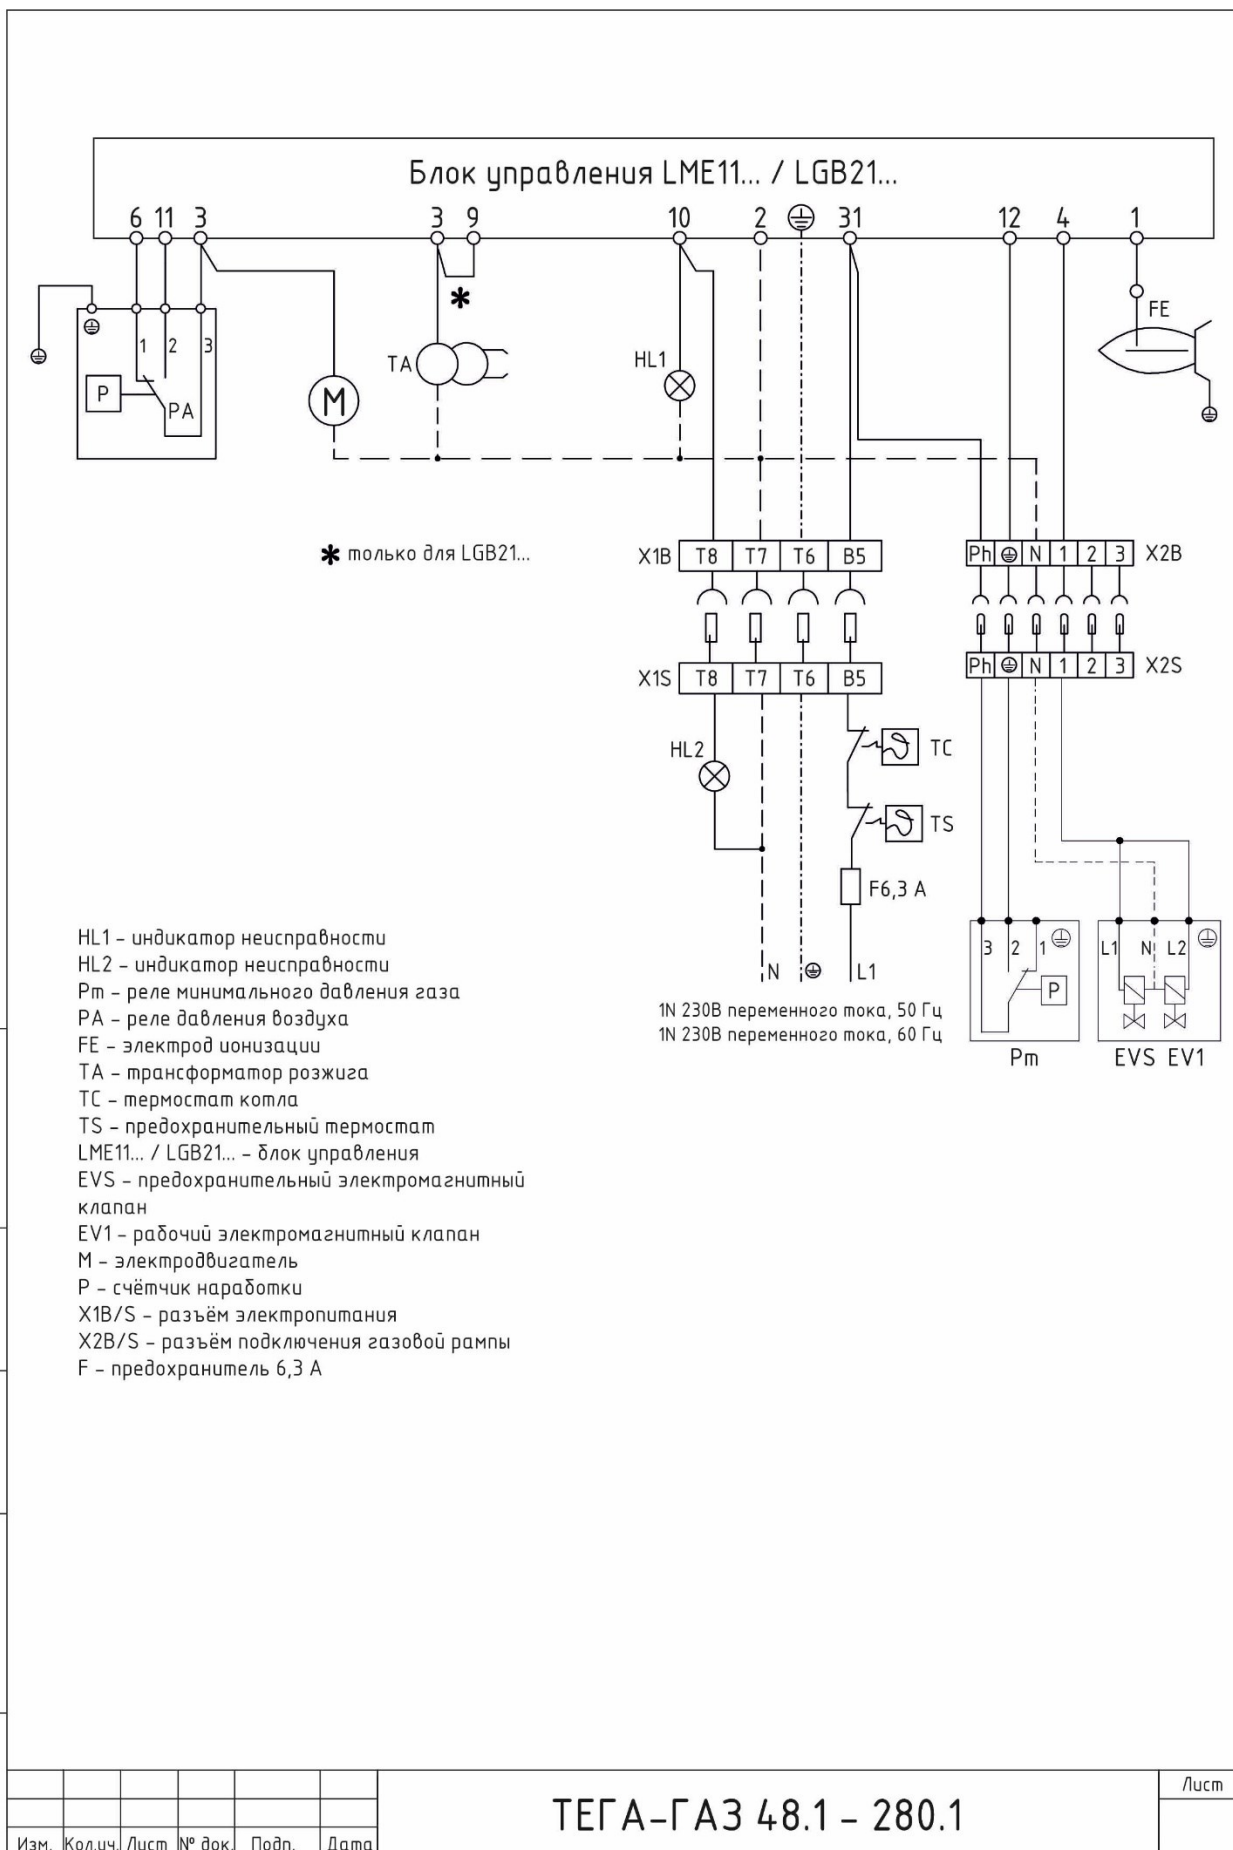 Блок управления LME11... / LGB21...
6 11 3 3 9 10 2 31 12 4 1
FE
1 2 3
P
PA
M
TA
HL1
* только для LGB21...
X1B T8 T7 T6 B5
Ph N 1 2 3 X2B
X1S T8 T7 T6 B5
Ph N 1 2 3 X2S
HL2
TC
TS
F6,3 A
N L1
3 2 1
P
L1 N L2
1N 230В переменного тока, 50 Гц
1N 230В переменного тока, 60 Гц
Pm
EVS EV1
HL1 – индикатор неисправности
HL2 – индикатор неисправности
Pm – реле минимального давления газа
PA – реле давления воздуха
FE – электрод ионизации
TA – трансформатор розжига
TC – термостат котла
TS – предохранительный термостат
LME11... / LGB21... – блок управления
EVS – предохранительный электромагнитный
клапан
EV1 – рабочий электромагнитный клапан
M – электродвигатель
P – счётчик наработки
X1B/S – разъём электропитания
X2B/S – разъём подключения газовой рампы
F – предохранитель 6,3 А
ТЕГА-ГАЗ 48.1 – 280.1
Лист
Изм. Кол.уч. Лист № док. Подп. Дата